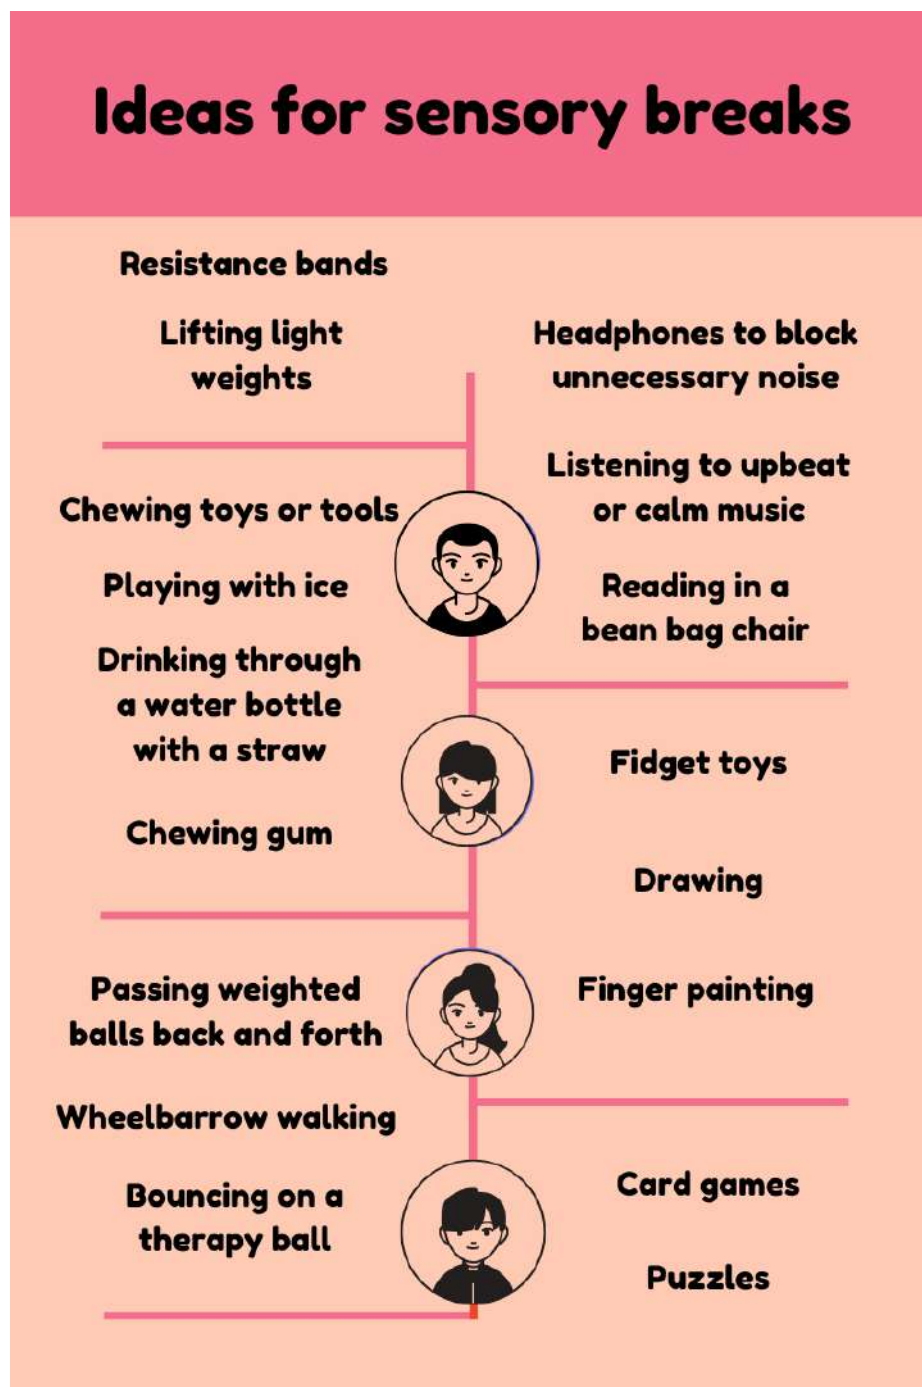 Ideas for sensory breaks
Resistance bands
Lifting light
weights
Chewing toys or tools
Playing with ice
Drinking through
a water bottle
with a straw
Chewing gum
Passing weighted
balls back and forth
Wheelbarrow walking
Bouncing on a
therapy ball
Headphones to block
unnecessary noise
Listening to upbeat
or calm music
Reading in a
bean bag chair
Fidget toys
Drawing
Finger painting
Card games
Puzzles